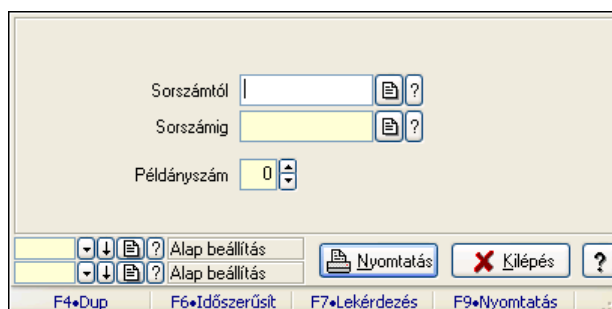 Sorszámtól ?
Sorszámig ?
Példányszám 0
? Alap beállítás
? Alap beállítás
Nyomtatás Kilépés ?
F4•Dup F6•Időszerűsít F7•Lekérdezés F9•Nyomtatás